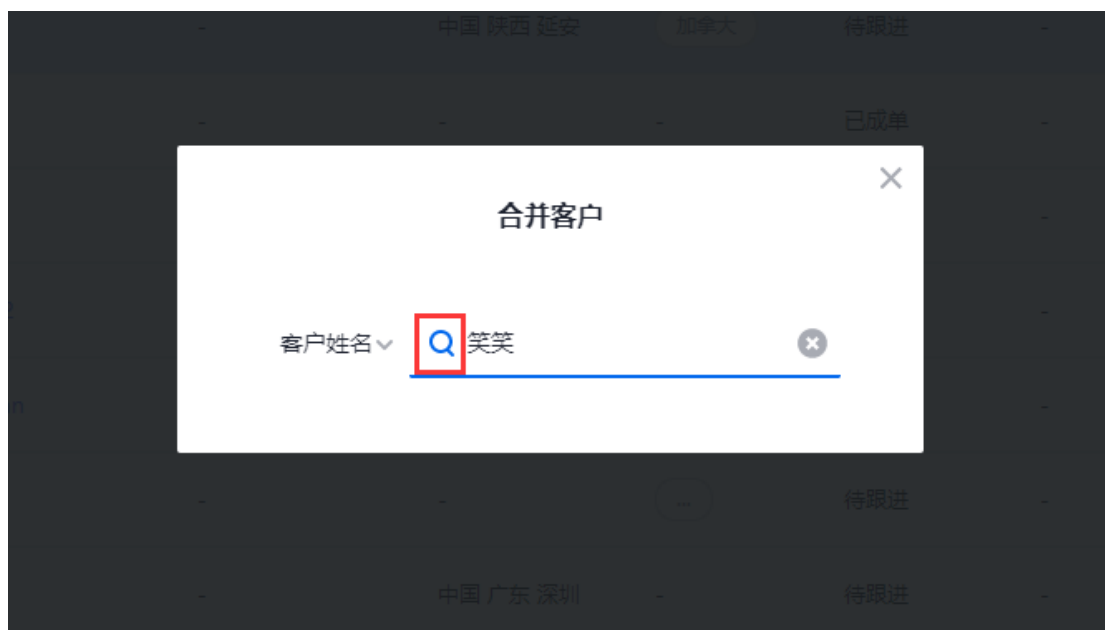 - 中国 陕西 延安 加拿大 待跟进 -
- - - 已成单 -
合并客户
-
-
客户姓名 笑笑
in -
- - ... 待跟进 -
- 中国 广东 深圳 - 待跟进 -